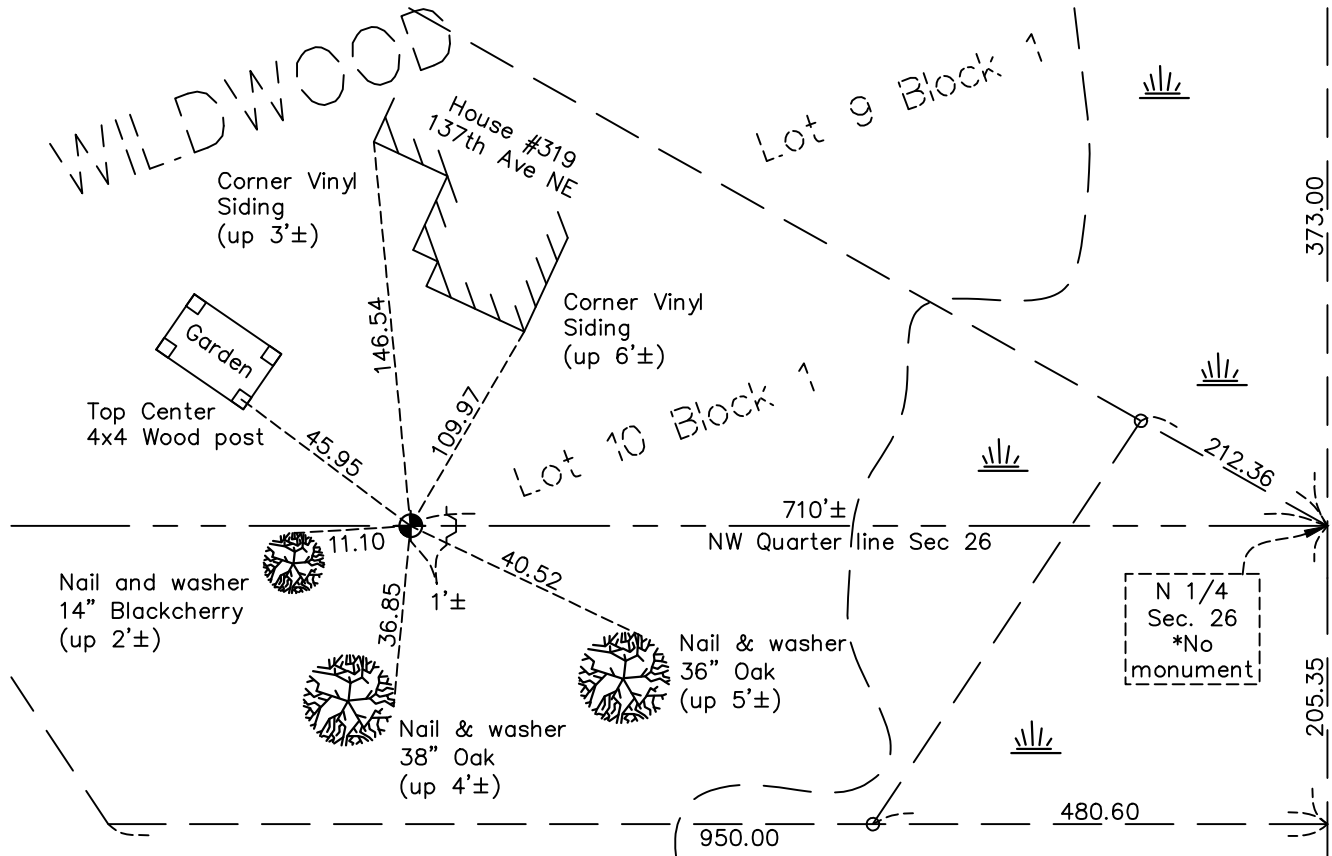 WILDWOOD
House #319
137th Ave NE
Lot 9 Block 1
Corner Vinyl
Siding
(up 3'±)
373.00
Corner Vinyl
Siding
(up 6'±)
146.54
Garden
109.97
Top Center
4x4 Wood post
45.95
Lot 10 Block 1
212.36
710'±
NW Quarter line Sec 26
11.10
40.52
Nail and washer
14” Blackcherry
(up 2'±)
36.85
1'±
N 1/4
Sec. 26
*No
monument
Nail & washer
36” Oak
(up 5'±)
205.35
Nail & washer
38” Oak
(up 4'±)
480.60
950.00